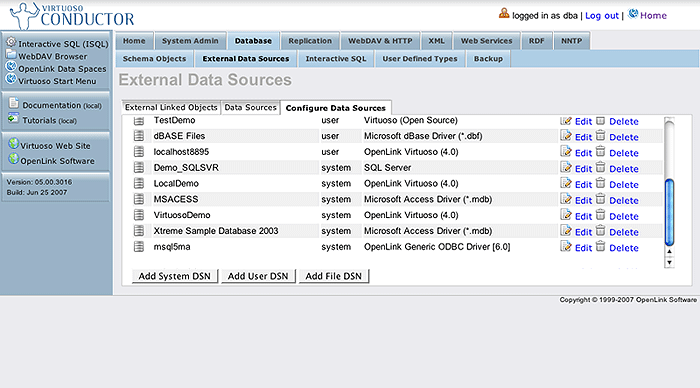 VIRTUOSO
CONDUCTOR
logged in as dba | Log out | Home
Interactive SQL (ISQL)
WebDAV Browser
OpenLink Data Spaces
Virtuoso Start Menu
Documentation (local)
Tutorials (local)
Virtuoso Web Site
OpenLink Software
Version: 05.00.3016
Build: Jun 25 2007
Home System Admin Database Replication WebDAV & HTTP XML Web Services RDF NNTP
Schema Objects External Data Sources Interactive SQL User Defined Types Backup
External Data Sources
External Linked Objects Data Sources Configure Data Sources
TestDemo user Virtuoso (Open Source) Edit Delete
dBASE Files user Microsoft dBase Driver (*.dbf) Edit Delete
localhost8895 user OpenLink Virtuoso (4.0) Edit Delete
Demo_SQLSVR system SQL Server Edit Delete
LocalDemo system OpenLink Virtuoso (4.0) Edit Delete
MSACESS system Microsoft Access Driver (*.mdb) Edit Delete
VirtuosoDemo system OpenLink Virtuoso (4.0) Edit Delete
Xtreme Sample Database 2003 system Microsoft Access Driver (*.mdb) Edit Delete
msql5ma system OpenLink Generic ODBC Driver [6.0] Edit Delete
Add System DSN Add User DSN Add File DSN
Copyright © 1999-2007 OpenLink Software